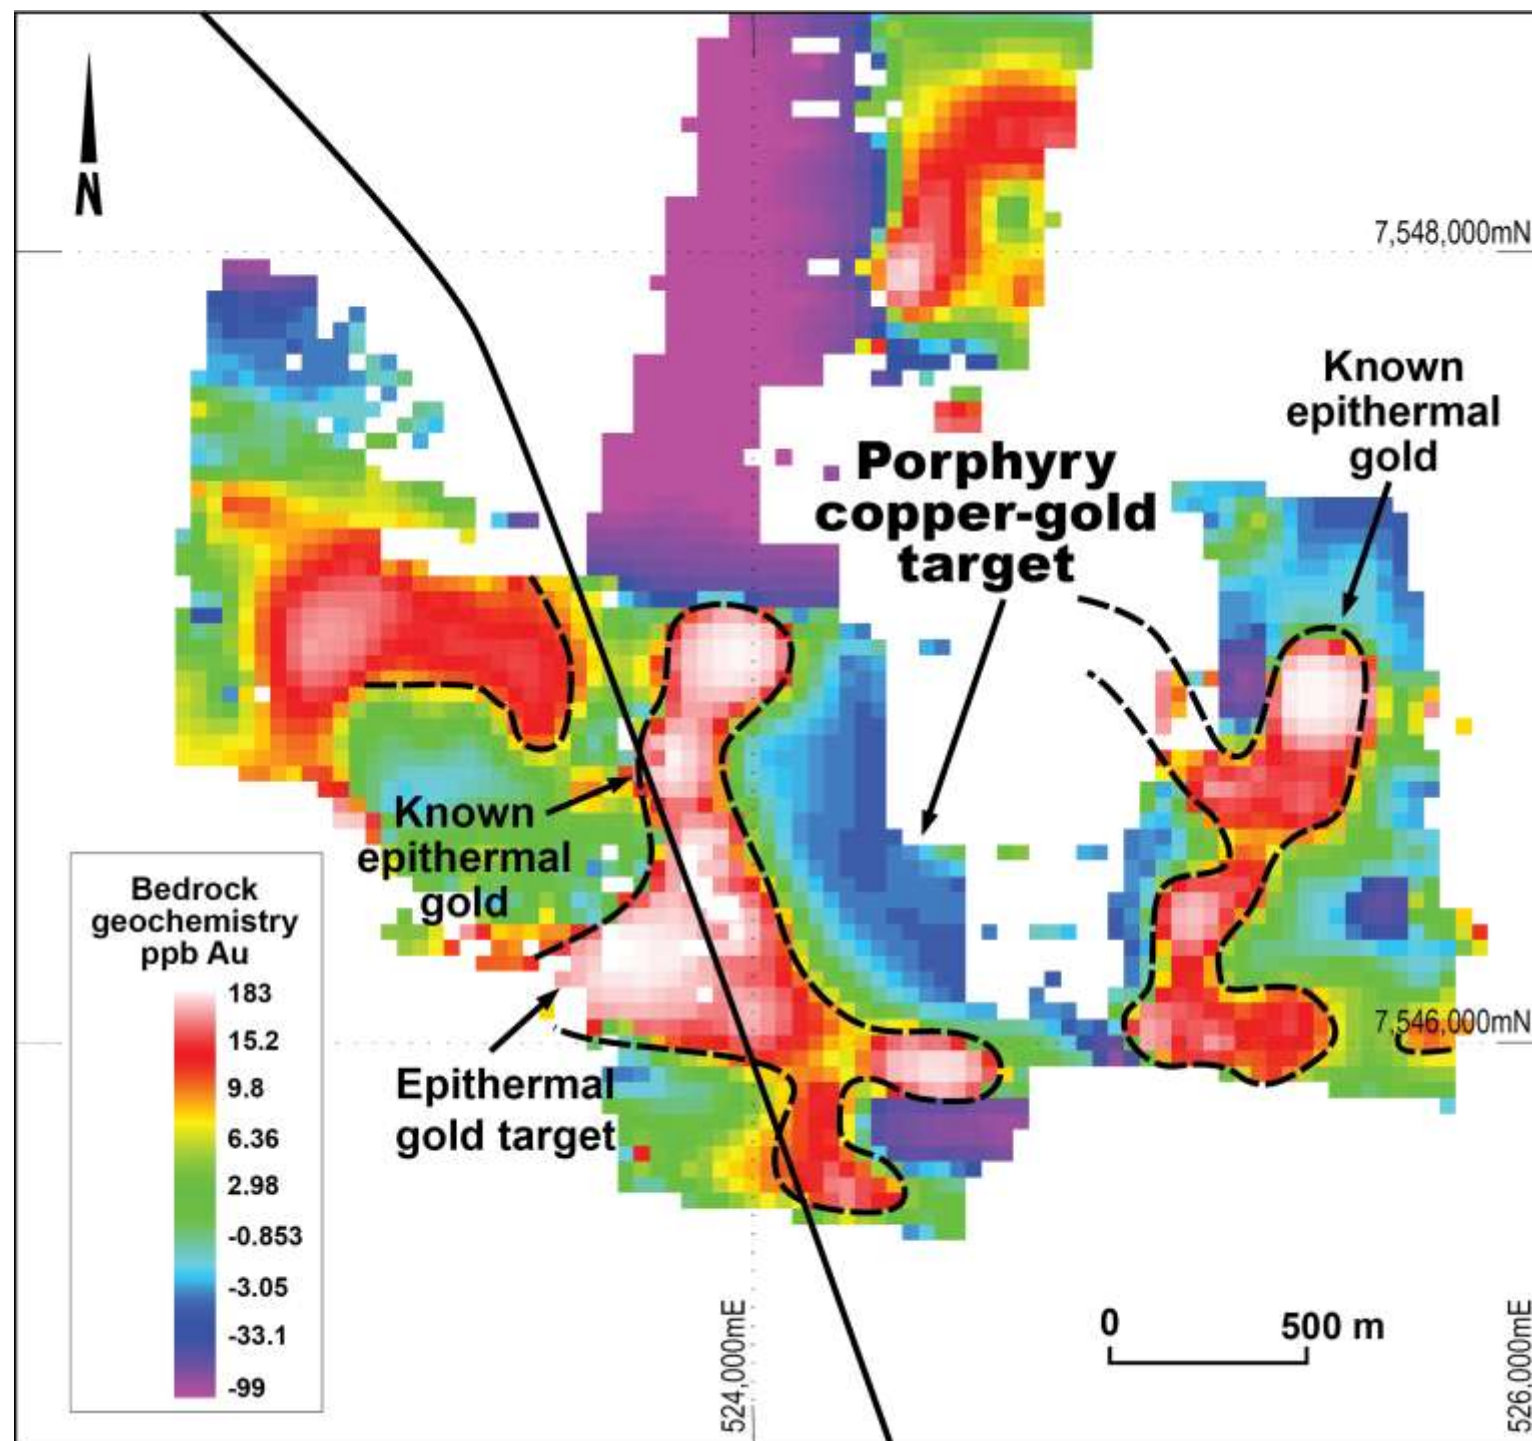 N
7,548,000mN
Known
epithermal
gold
Porphyry
copper-gold
target
Known
epithermal
gold
Bedrock
geochemistry
ppb Au
183
15.2
9.8
6.36
2.98
-0.853
-3.05
-33.1
-99
7,546,000mN
Epithermal
gold target
0 500 m
524,000mE
526,000mE